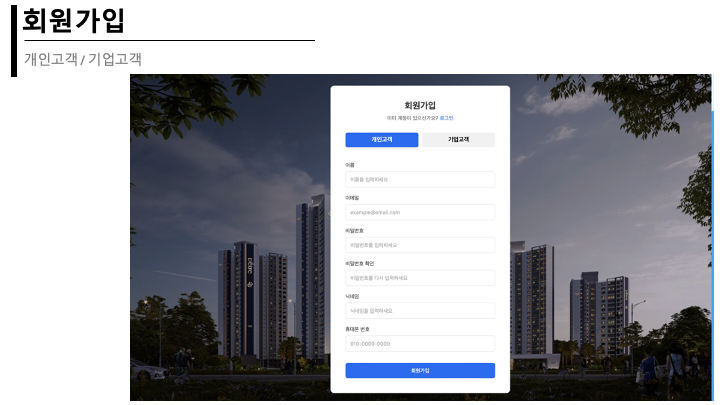 회원가입
개인고객 / 기업고객
회원가입
이미 계정이 있으신가요? 로그인
개인고객 기업고객
이름
이름을 입력하세요
이메일
example@email.com
비밀번호
비밀번호를 입력하세요
비밀번호 확인
비밀번호를 다시 입력하세요
닉네임
닉네임을 입력하세요
휴대폰 번호
010-0000-0000
회원가입